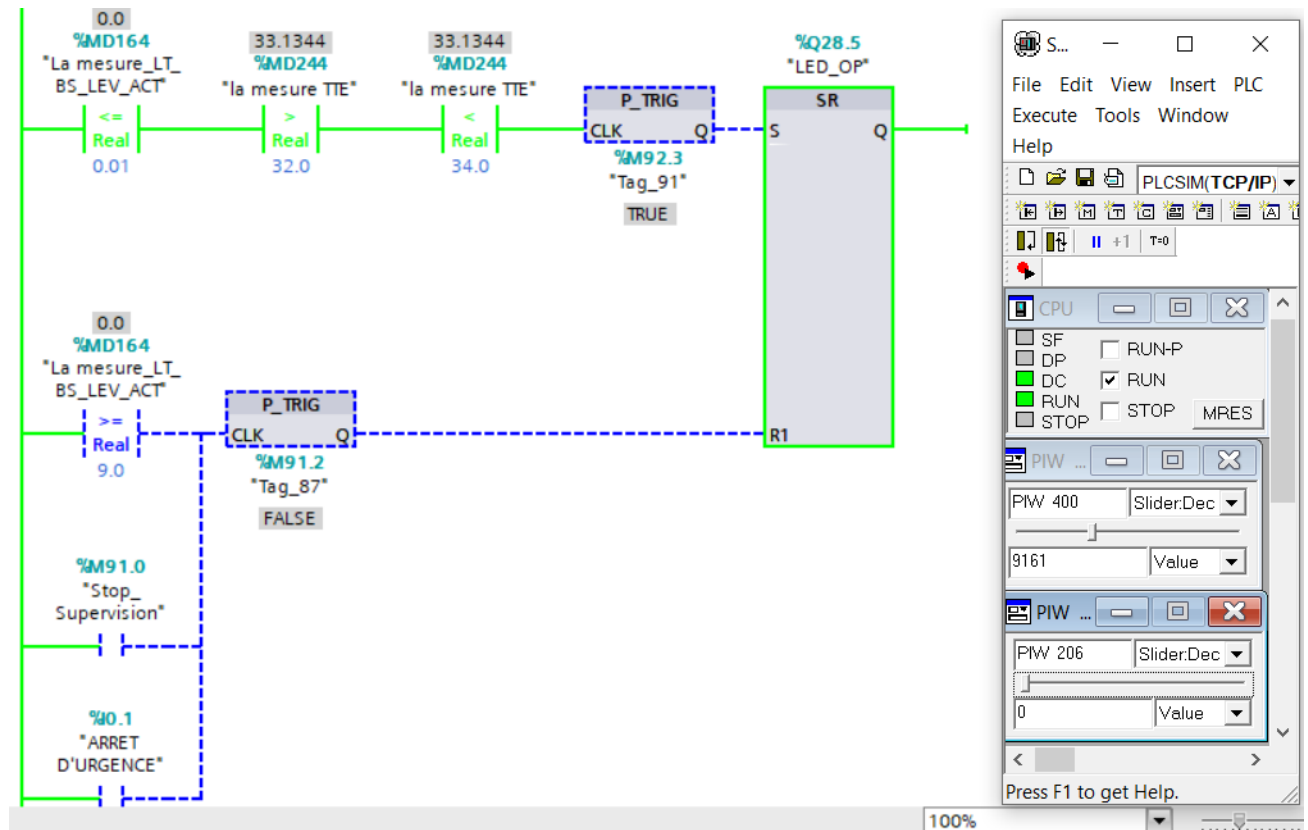 0.0
%MD164
"La mesure_LT_
BS_LEV_ACT"
<=
Real
0.01
33.1344
%MD244
"la mesure TTE"
>
Real
32.0
33.1344
%MD244
"la mesure TTE"
<
Real
34.0
P_TRIG
CLK Q
%M92.3
"Tag_91"
TRUE
%Q28.5
"LED_OP"
SR
S Q
R1
0.0
%MD164
"La mesure_LT_
BS_LEV_ACT"
>=
Real
9.0
P_TRIG
CLK Q
%M91.2
"Tag_87"
FALSE
%M91.0
"Stop_
Supervision"
%I0.1
"ARRET
D'URGENCE"
100%
S...
File Edit View Insert PLC
Execute Tools Window
Help
PLCSIM(TCP/IP)
+1 T=0
CPU
SF
DP
DC
RUN
STOP
RUN-P
RUN
STOP MRES
PIW ...
PIW 400 Slider:Dec
9161 Value
PIW ...
PIW 206 Slider:Dec
0 Value
Press F1 to get Help.